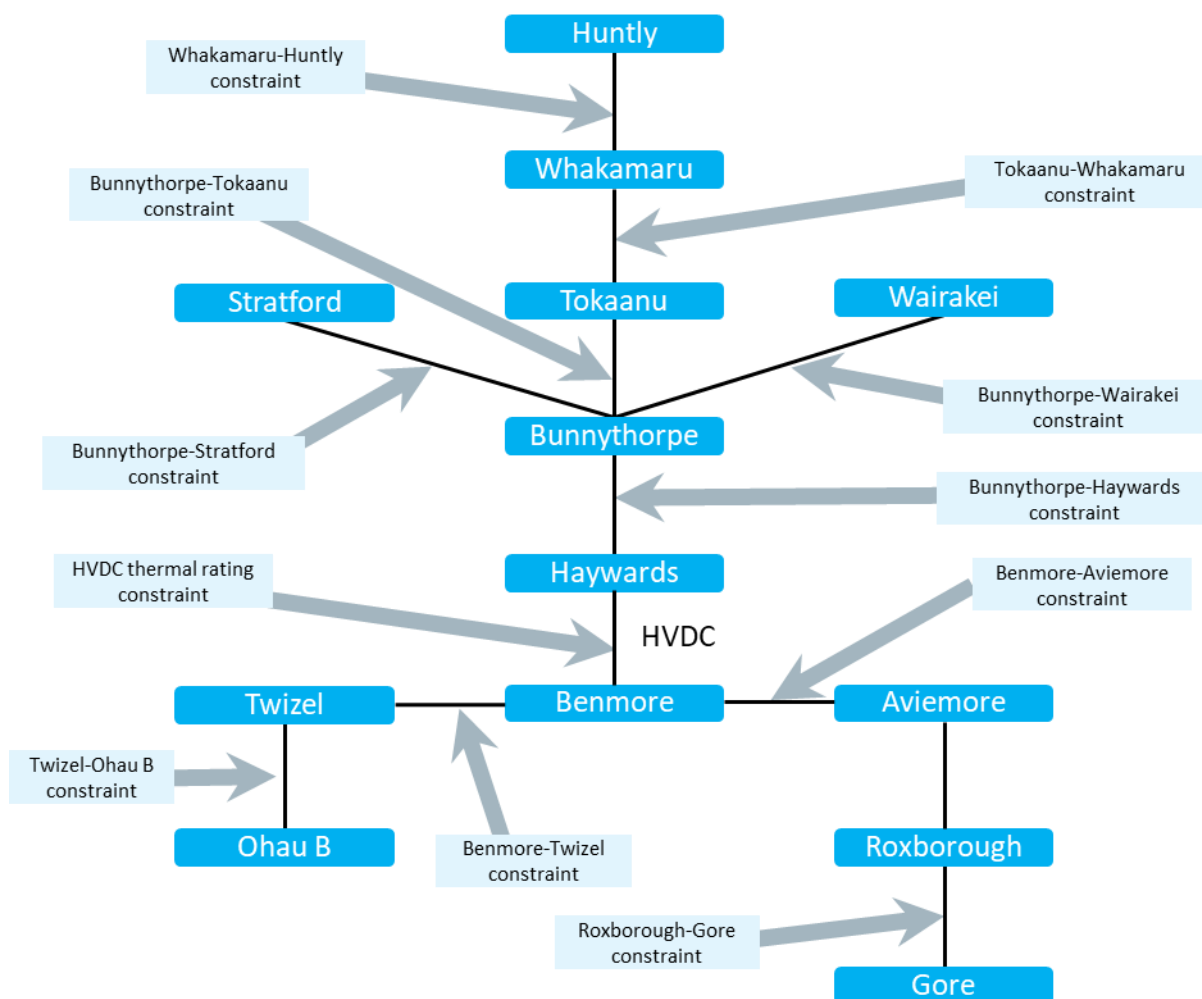 Huntly
Whakamaru-Huntly
constraint
Whakamaru
Bunnythorpe-Tokaanu
constraint
Tokaanu-Whakamaru
constraint
Stratford
Tokaanu
Wairakei
Bunnythorpe-Wairakei
constraint
Bunnythorpe
Bunnythorpe-Stratford
constraint
Bunnythorpe-Haywards
constraint
HVDC thermal rating
constraint
Haywards
Benmore-Aviemore
constraint
HVDC
Twizel
Benmore
Aviemore
Twizel-Ohau B
constraint
Ohau B
Benmore-Twizel
constraint
Roxborough
Roxborough-Gore
constraint
Gore